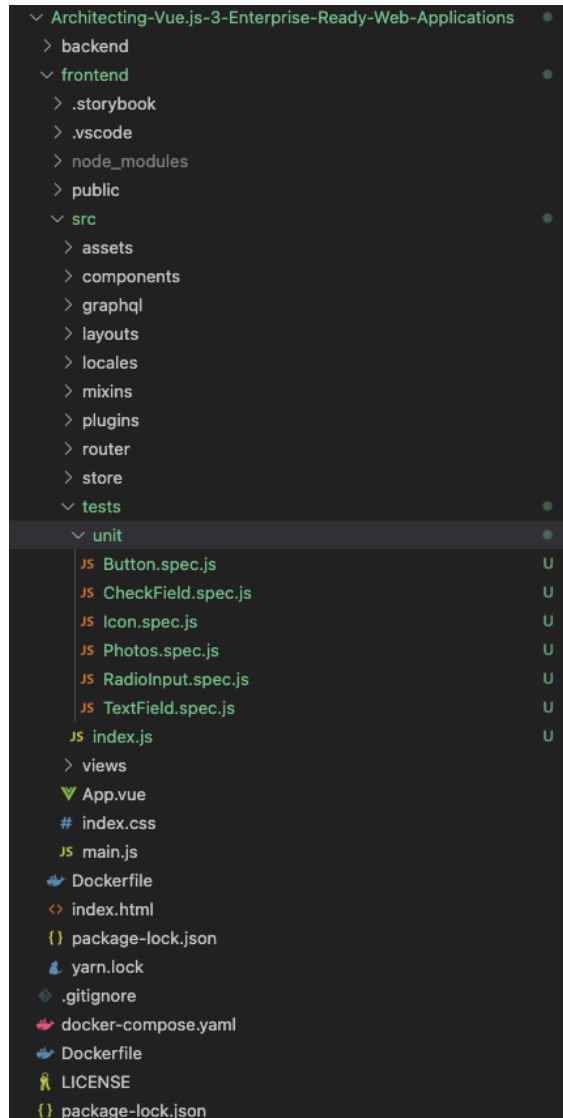 Architecting-Vue.js-3-Enterprise-Ready-Web-Applications
backend
frontend
.storybook
.vscode
node_modules
public
src
assets
components
graphql
layouts
locales
mixins
plugins
router
store
tests
unit
JS Button.spec.js U
JS CheckField.spec.js U
JS Icon.spec.js U
JS Photos.spec.js U
JS RadioInput.spec.js U
JS TextField.spec.js U
JS index.js U
views
App.vue
# index.css
JS main.js
Dockerfile
<> index.html
{} package-lock.json
yarn.lock
.gitignore
docker-compose.yaml
Dockerfile
LICENSE
{} package-lock.json